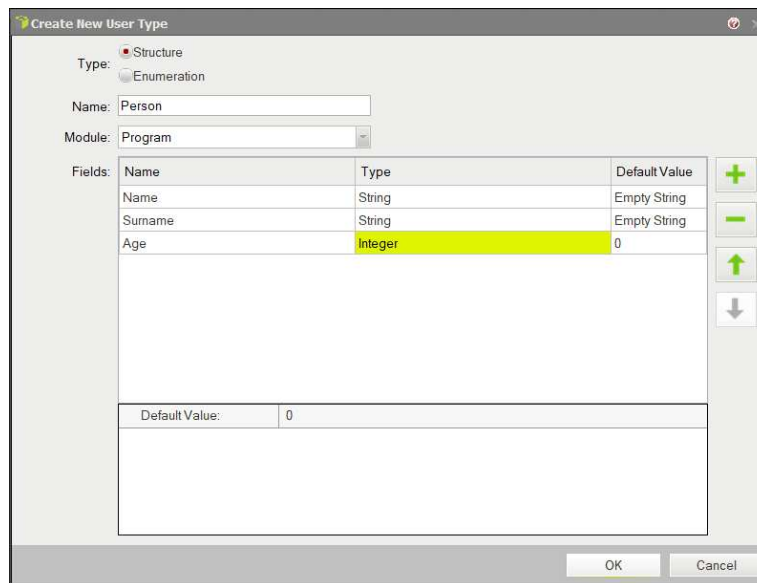 Create New User Type
Type:
Structure
Enumeration
Name: Person
Module: Program
Fields: Name Type Default Value
Name String Empty String
Surname String Empty String
Age Integer 0
Default Value: 0
OK Cancel